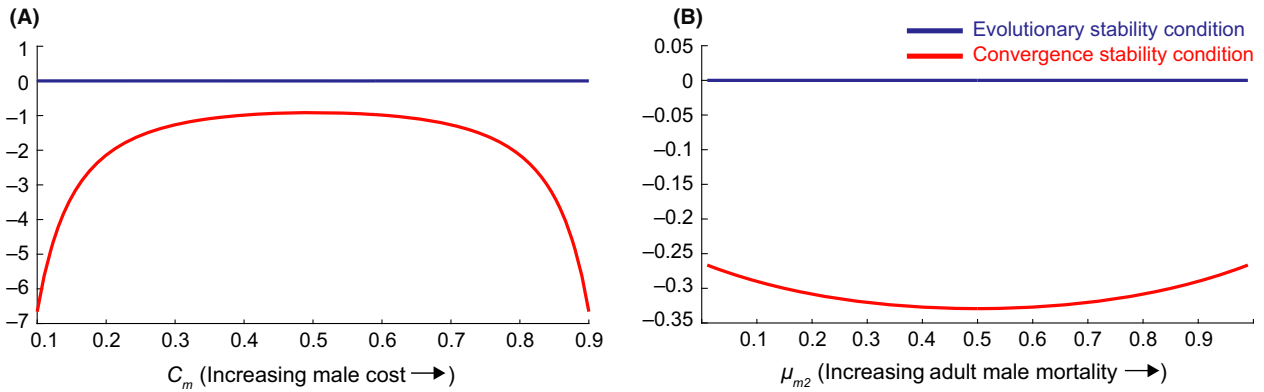 (A)
1
0
–1
–2
–3
–4
–5
–6
–7
0.1 0.2 0.3 0.4 0.5 0.6 0.7 0.8 0.9
Cm (Increasing male cost →)
(B)
Evolutionary stability condition
Convergence stability condition
0.05
0
–0.05
–0.1
–0.15
–0.2
–0.25
–0.3
–0.35
0.1 0.2 0.3 0.4 0.5 0.6 0.7 0.8 0.9
μm2 (Increasing adult male mortality →)